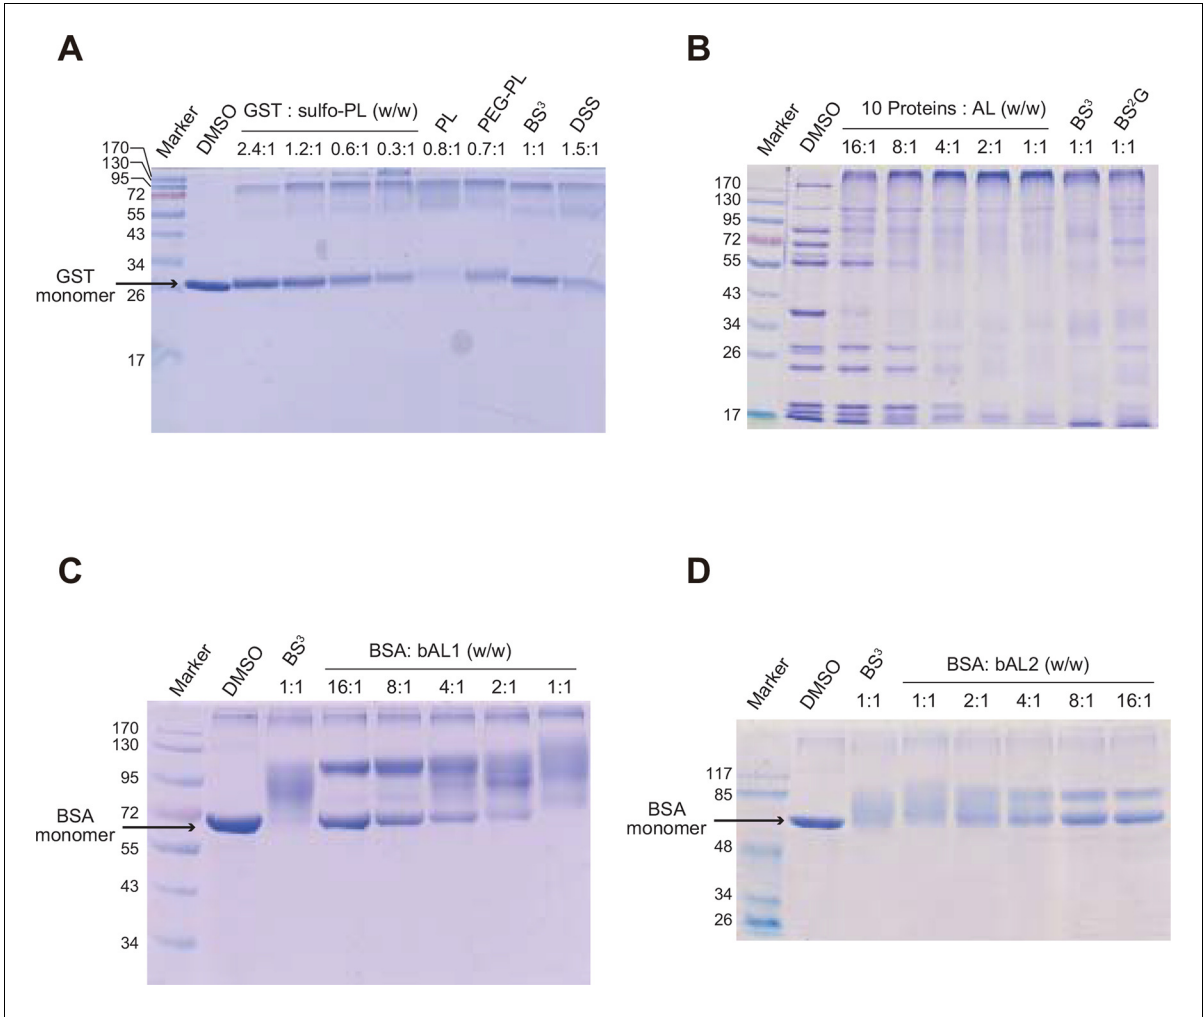 A
Marker
DMSO
GST : sulfo-PL (w/w)
PL
PEG-PL
BS³
DSS
2.4:1 1.2:1 0.6:1 0.3:1 0.8:1 0.7:1 1:1 1.5:1
170
130
95
72
55
43
34
GST
monomer
26
17
B
Marker
DMSO
10 Proteins : AL (w/w)
BS³
BS²G
16:1 8:1 4:1 2:1 1:1 1:1 1:1
170
130
95
72
55
43
34
26
17
C
Marker
DMSO
BS³
BSA: bAL1 (w/w)
1:1 16:1 8:1 4:1 2:1 1:1
170
130
95
72
BSA
monomer
55
43
34
D
Marker
DMSO
BS³
BSA: bAL2 (w/w)
1:1 1:1 2:1 4:1 8:1 16:1
117
85
BSA
monomer
48
34
26